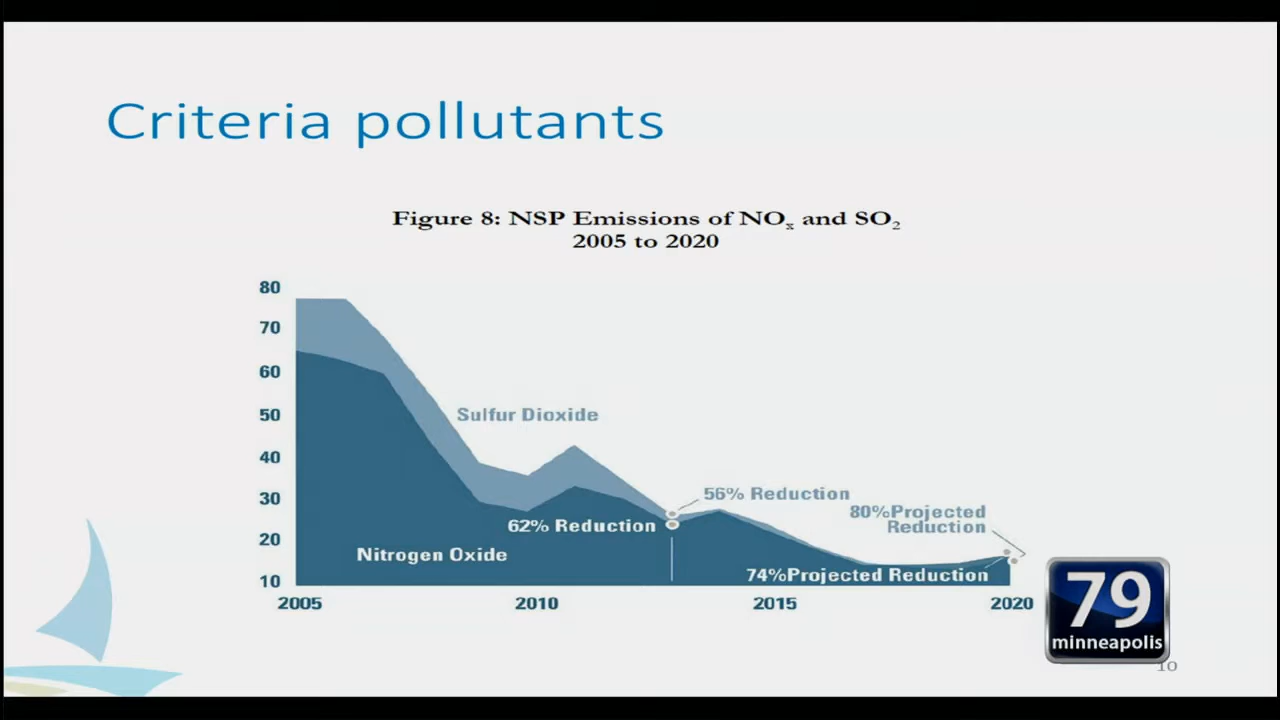 Criteria pollutants
Figure 8: NSP Emissions of NOx and SO2
2005 to 2020
80
70
60
50
40
30
20
10
Sulfur Dioxide
56% Reduction
80%Projected
Reduction
62% Reduction
Nitrogen Oxide
74%Projected Reduction
2005
2010
2015
2020
79
minneapolis
10